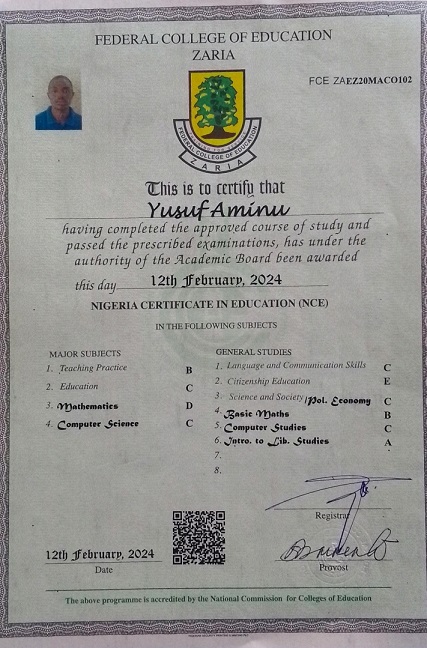 FEDERAL COLLEGE OF EDUCATION
ZARIA
FCE ZAEZ20MACO102
FEDERAL COLLEGE OF EDUCATION
ZARIA
This is to certify that
Yusuf Aminu
having completed the approved course of study and
passed the prescribed examinations, has under the
authority of the Academic Board been awarded
this day 12th February, 2024
NIGERIA CERTIFICATE IN EDUCATION (NCE)
IN THE FOLLOWING SUBJECTS
MAJOR SUBJECTS
1. Teaching Practice B
2. Education C
3. Mathematics D
4. Computer Science C
GENERAL STUDIES
1. Language and Communication Skills C
2. Citizenship Education E
3. Science and Society/Pol. Economy C
4. Basic Maths B
5. Computer Studies C
6. Intro. to Lib. Studies A
7.
8.
Registrar
12th February, 2024
Date
Provost
The above programme is accredited by the National Commission for Colleges of Education